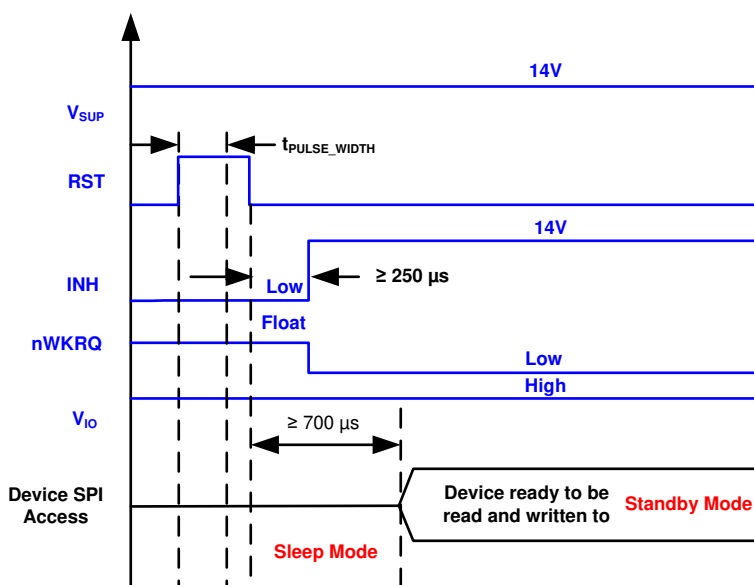 14V
VSUP
tPULSE_WIDTH
RST
14V
INH
Low
≥ 250 µs
Float
nWKRQ
Low
High
VIO
≥ 700 µs
Device SPI
Access
Device ready to be
read and written to
Standby Mode
Sleep Mode